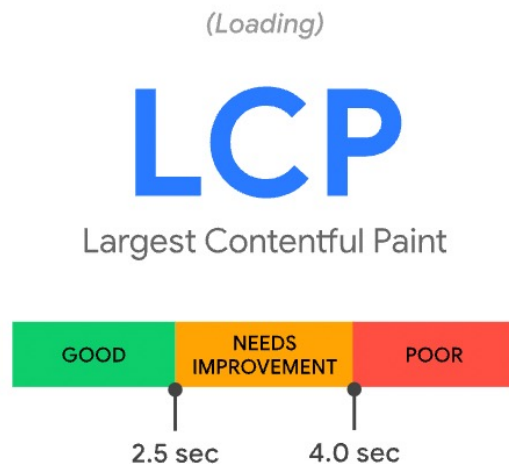 (Loading)
LCP
Largest Contentful Paint
GOOD
NEEDS
IMPROVEMENT
POOR
2.5 sec
4.0 sec